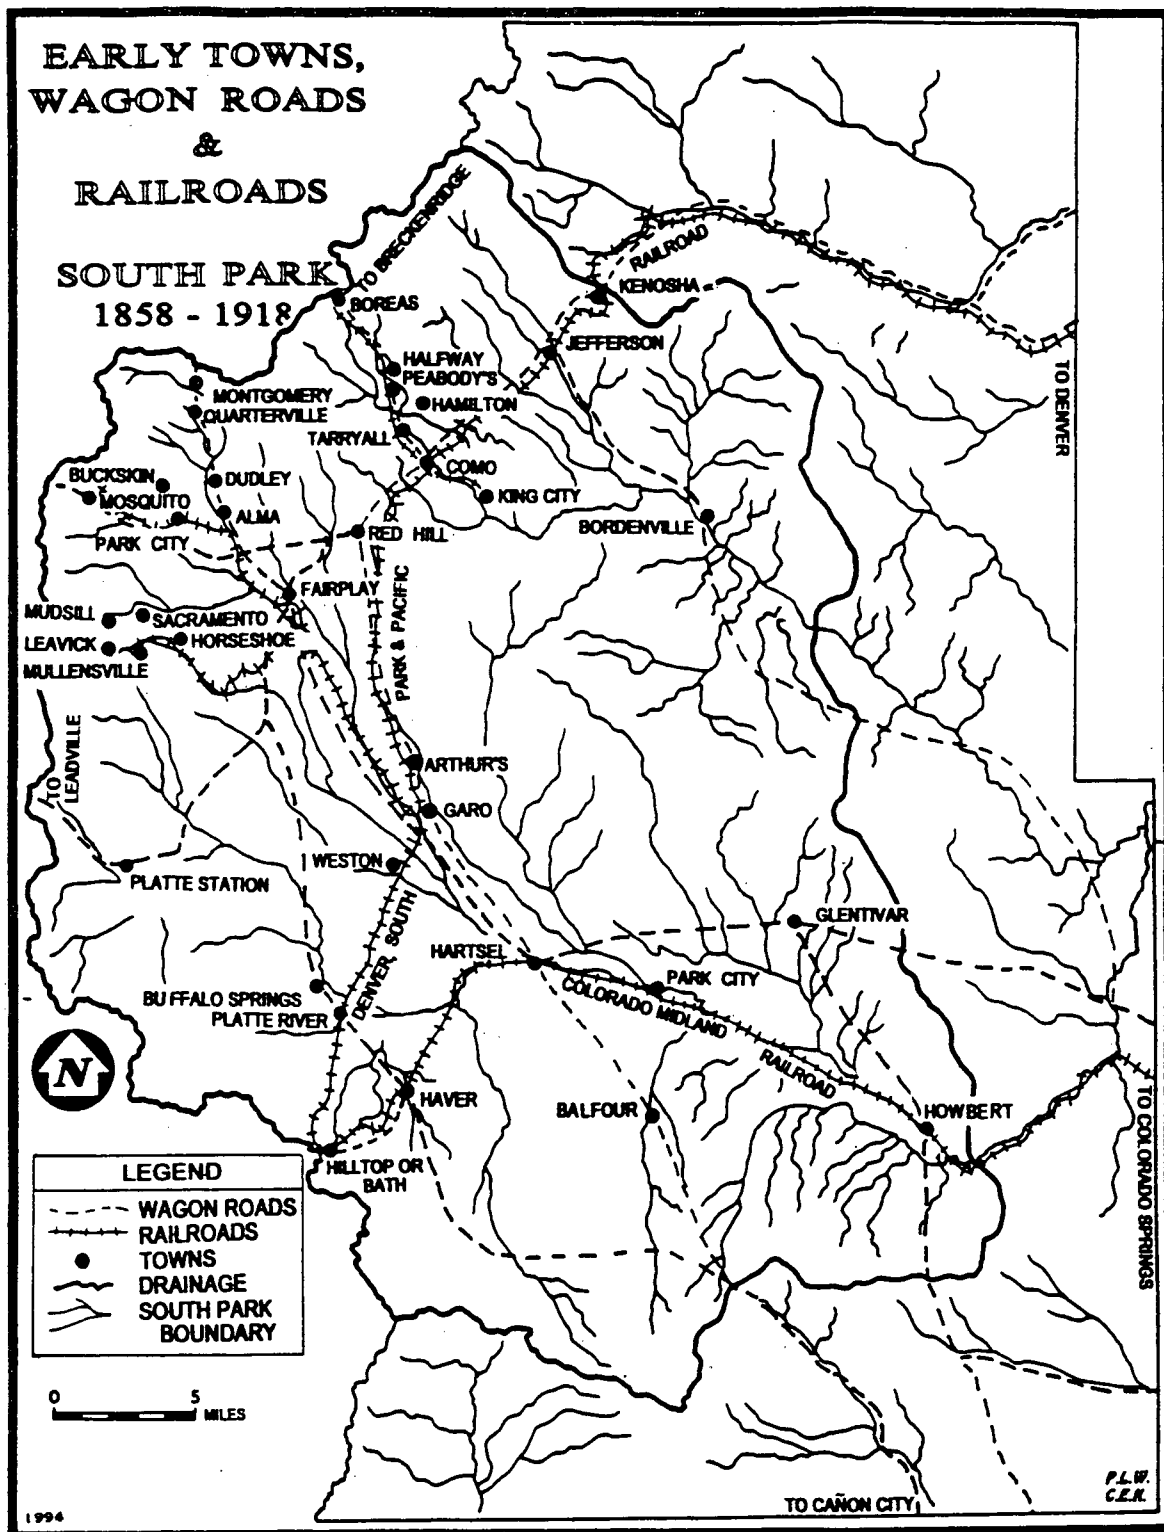 EARLY TOWNS,
WAGON ROADS
&
RAILROADS
SOUTH PARK
1858 - 1918
TO BRECKENRIDGE
RAILROAD
KENOSHA
BOREAS
JEFFERSON
HALFWAY
PEABODY'S
HAMILTON
MONTGOMERY
QUARTERVILLE
TARRYALL
TO DENVER
COMO
BUCKSKIN
DUDLEY
KING CITY
MOSQUITO
ALMA
BORDENVILLE
PARK CITY
RED HILL
FAIRPLAY
PARK & PACIFIC
MUDSILL
SACRAMENTO
LEAVICK
HORSESHOE
MULLENSVILLE
TO
LEADVILLE
ARTHUR'S
GARO
WESTON
PLATTE STATION
DENVER, SOUTH
GLENTIVAR
HARTSEL
PARK CITY
COLORADO MIDLAND
RAILROAD
BUFFALO SPRINGS
PLATTE RIVER
N
HAVER
BALFOUR
HOWBERT
TO COLORADO SPRINGS
HILLTOP OR
BATH
LEGEND
WAGON ROADS
RAILROADS
TOWNS
DRAINAGE
SOUTH PARK
BOUNDARY
0 5
MILES
TO CAÑON CITY
P.L.W.
C.E.H.
1994